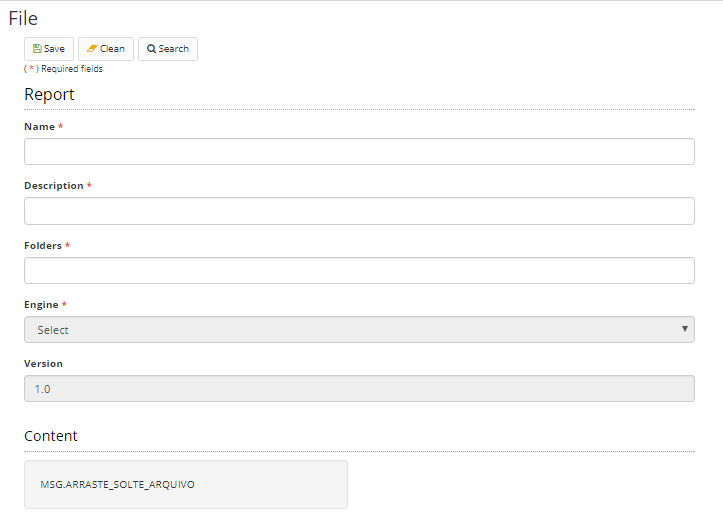 File
Save Clean Search
( * ) Required fields
Report
Name *
Description *
Folders *
Engine *
Select
Version
1.0
Content
MSG.ARRASTE_SOLTE_ARQUIVO